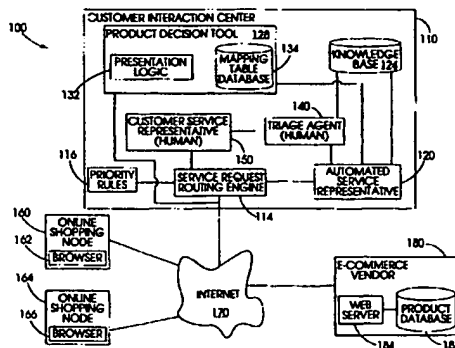 CUSTOMER INTERACTION CENTER
PRODUCT DECISION TOOL 128
100
110
PRESENTATION LOGIC
132
MAPPING TABLE DATABASE
134
KNOWLEDGE BASE 124
140
CUSTOMER SERVICE REPRESENTATIVE (HUMAN)
150
TRIAGE AGENT (HUMAN)
116
PRIORITY RULES
SERVICE REQUEST ROUTING ENGINE
114
AUTOMATED SERVICE REPRESENTATIVE
120
160
ONLINE SHOPPING NODE
162
BROWSER
164
ONLINE SHOPPING NODE
166
BROWSER
INTERNET
170
180
E-COMMERCE VENDOR
WEB SERVER
184
PRODUCT DATABASE